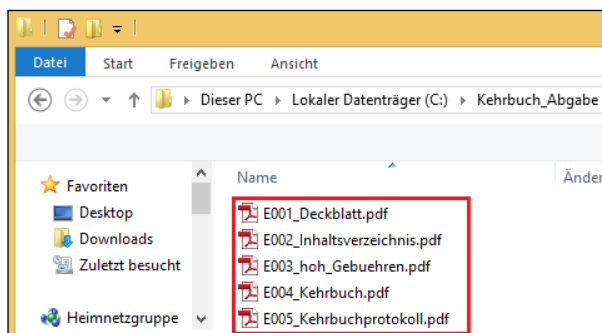 Datei Start Freigeben Ansicht
Dieser PC Lokaler Datenträger (C:) Kehrbuch_Abgabe
Name Änder
Favoriten
Desktop
Downloads
Zuletzt besucht
Heimnetzgruppe
E001_Deckblatt.pdf
E002_Inhaltsverzeichnis.pdf
E003_hoh_Gebuehren.pdf
E004_Kehrbuch.pdf
E005_Kehrbuchprotokoll.pdf